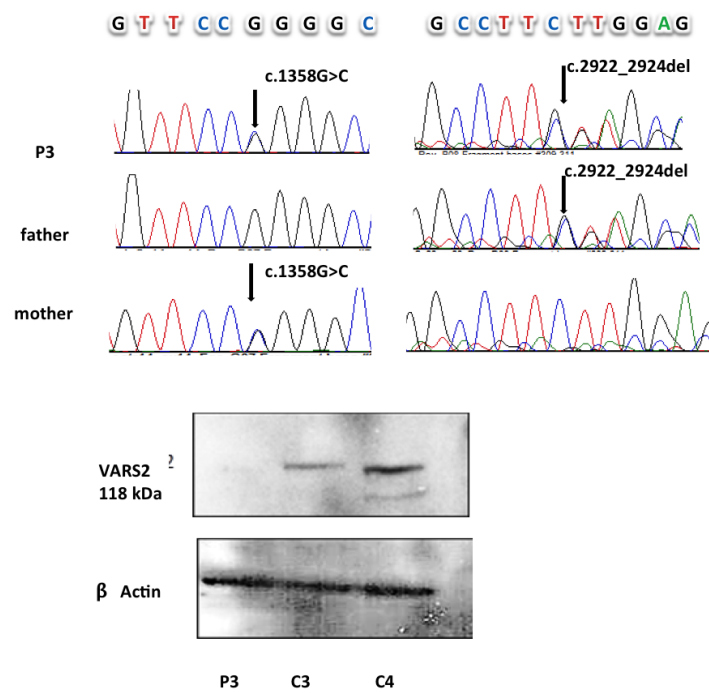 G T T C C G G G G C
G C C T T C T T G G A G
c.1358G>C
c.2922_2924del
P3
c.2922_2924del
father
c.1358G>C
mother
VARS2
118 kDa
β Actin
P3 C3 C4